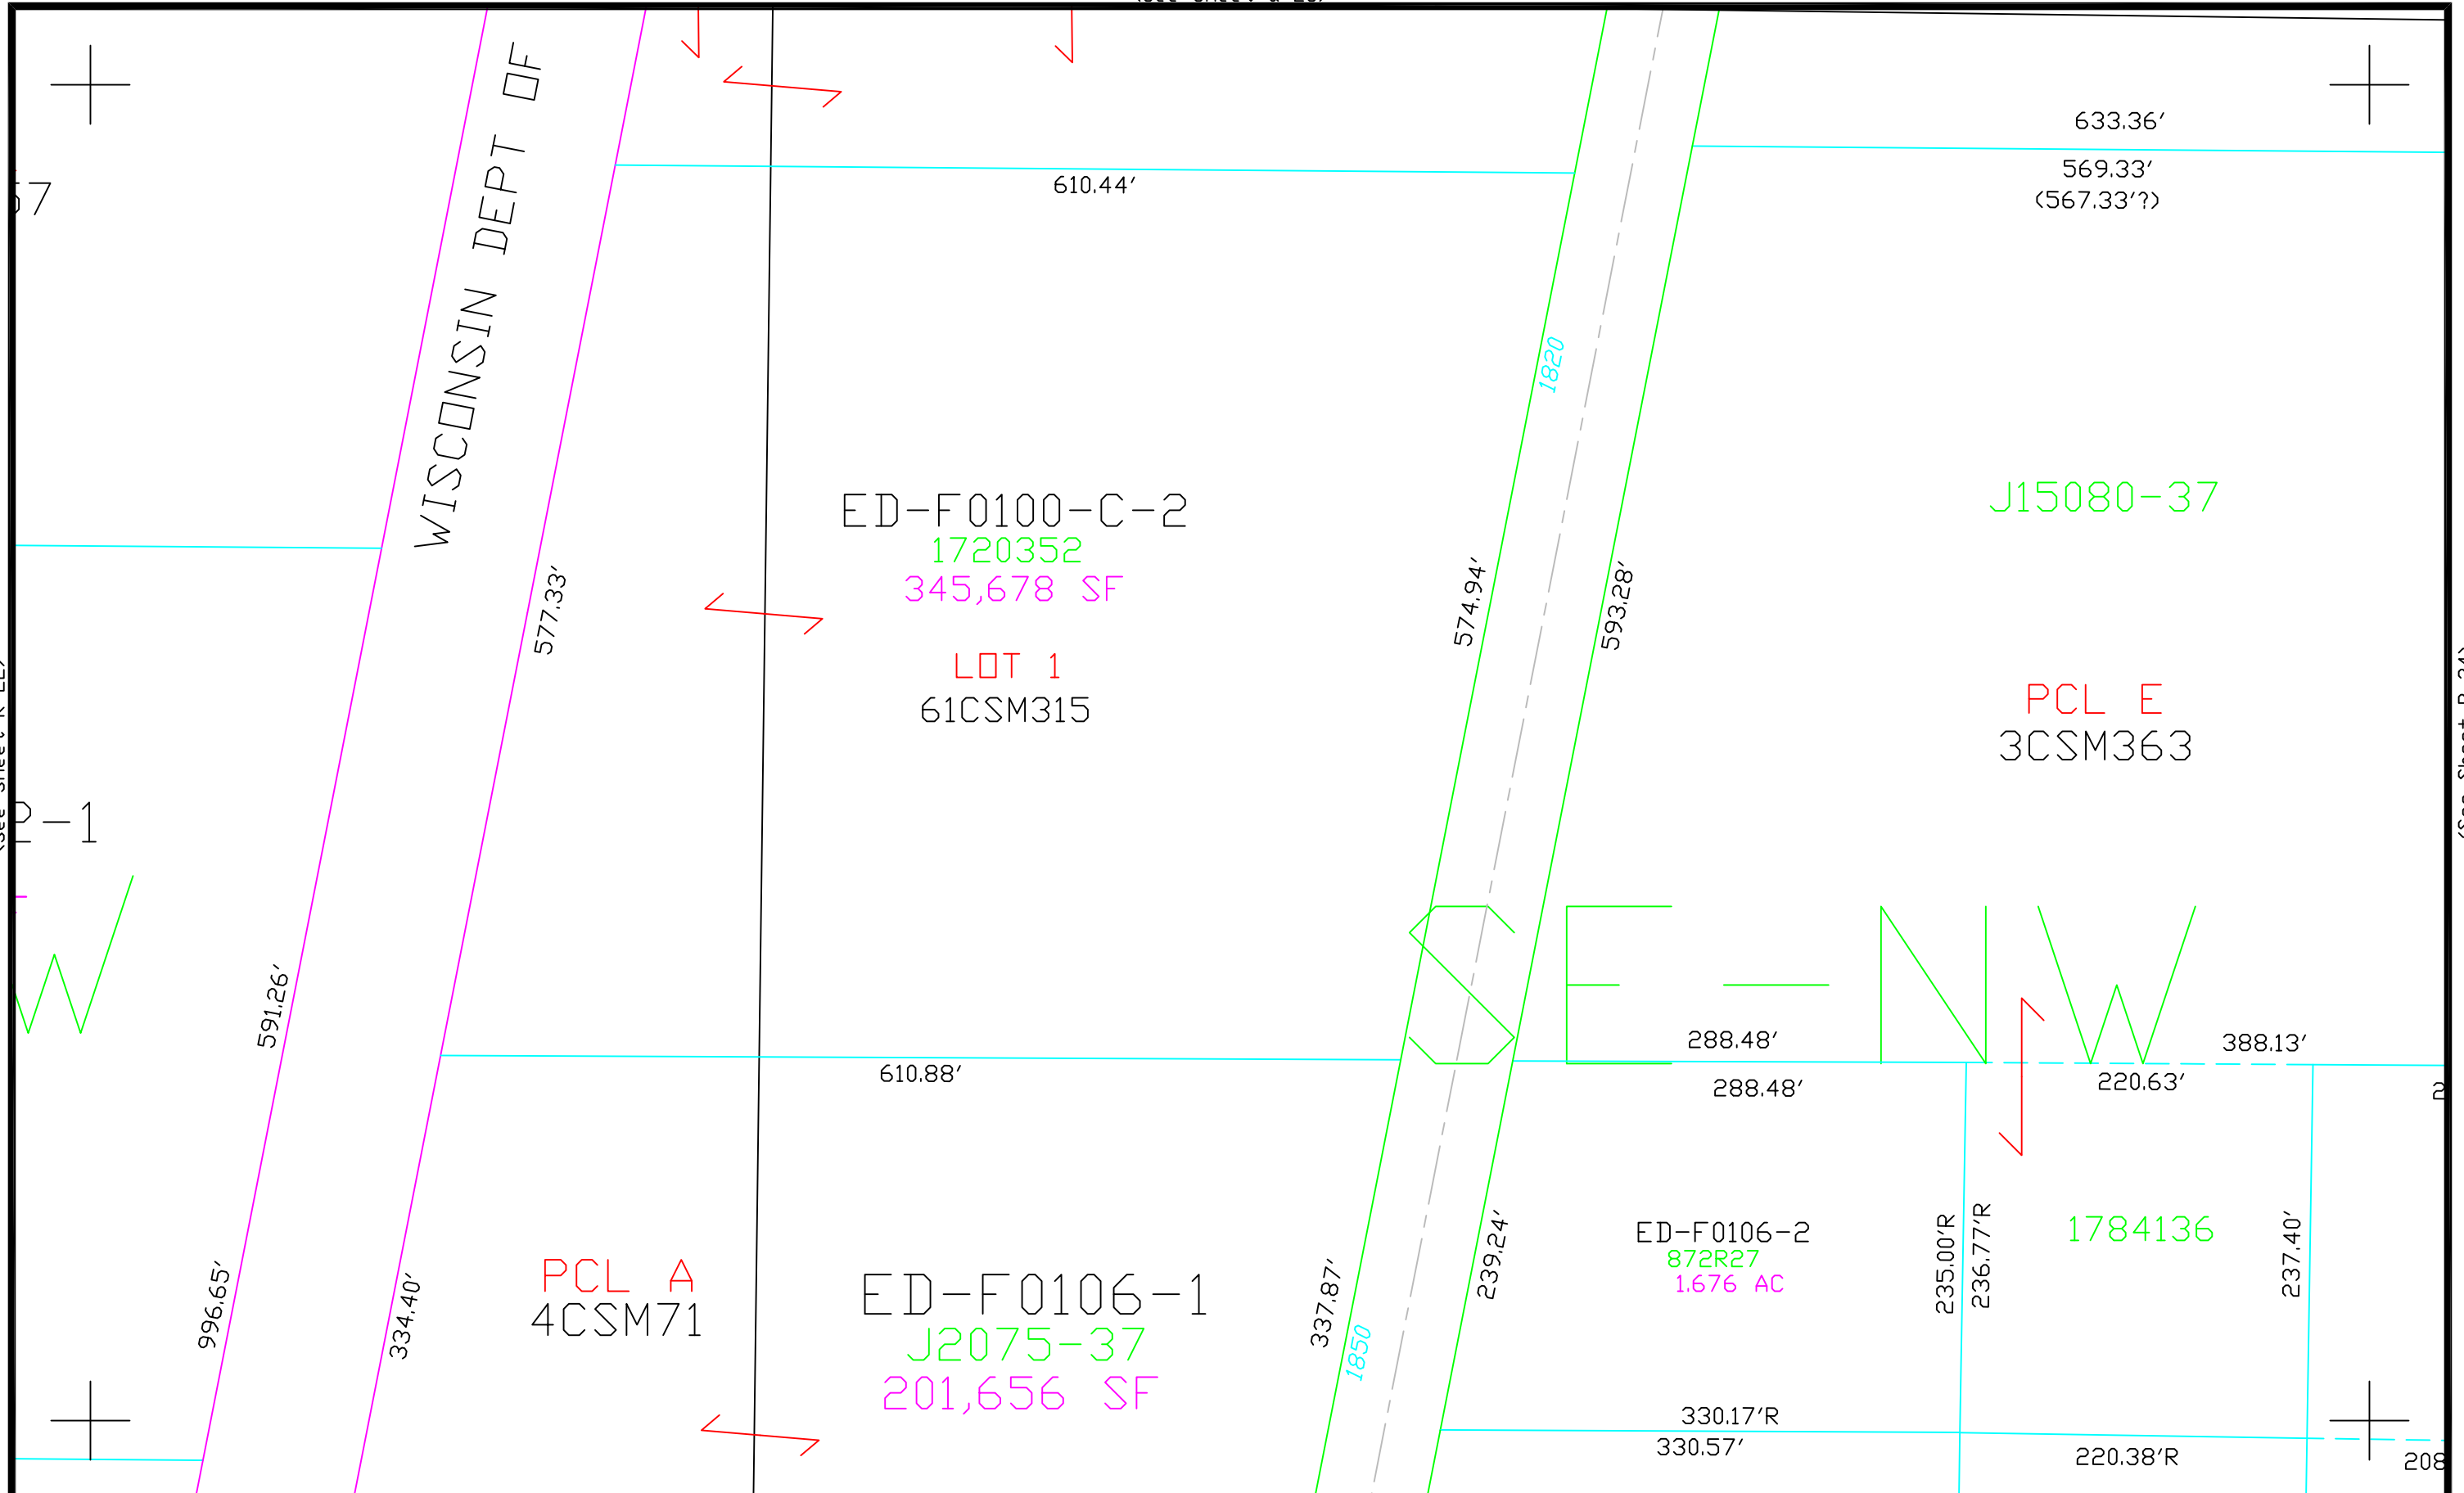 WISCONSIN DEPT OF
633.36'
569.33'
(567.33'?)
610.44'
1820
577.33'
574.94'
593.28'
ED-F0100-C-2
1720352
345,678 SF
LOT 1
61CSM315
J15080-37
PCL E
3CSM363
-1
W
SE-NW
591.26'
610.88'
288.48'
288.48'
388.13'
220.63'
996.65'
334.40'
PCL A
4CSM71
ED-F0106-1
J2075-37
201,656 SF
337.87'
1850
239.24'
ED-F0106-2
872R27
1.676 AC
235.00'R
236.77'R
1784136
237.40'
330.17'R
330.57'
220.38'R
208